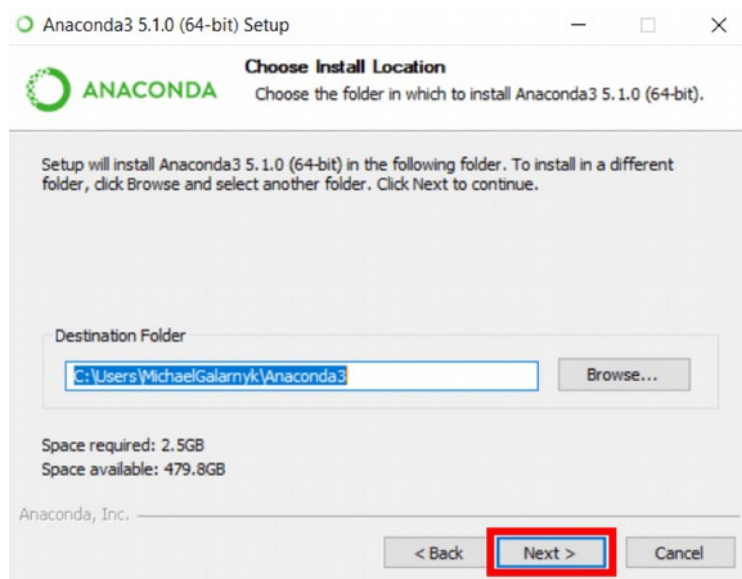 Anaconda3 5.1.0 (64-bit) Setup
ANACONDA
Choose Install Location
Choose the folder in which to install Anaconda3 5.1.0 (64-bit).
Setup will install Anaconda3 5.1.0 (64-bit) in the following folder. To install in a different
folder, click Browse and select another folder. Click Next to continue.
Destination Folder
C:\Users\MichaelGalarnyk\Anaconda3
Browse...
Space required: 2.5GB
Space available: 479.8GB
Anaconda, Inc.
< Back
Next >
Cancel